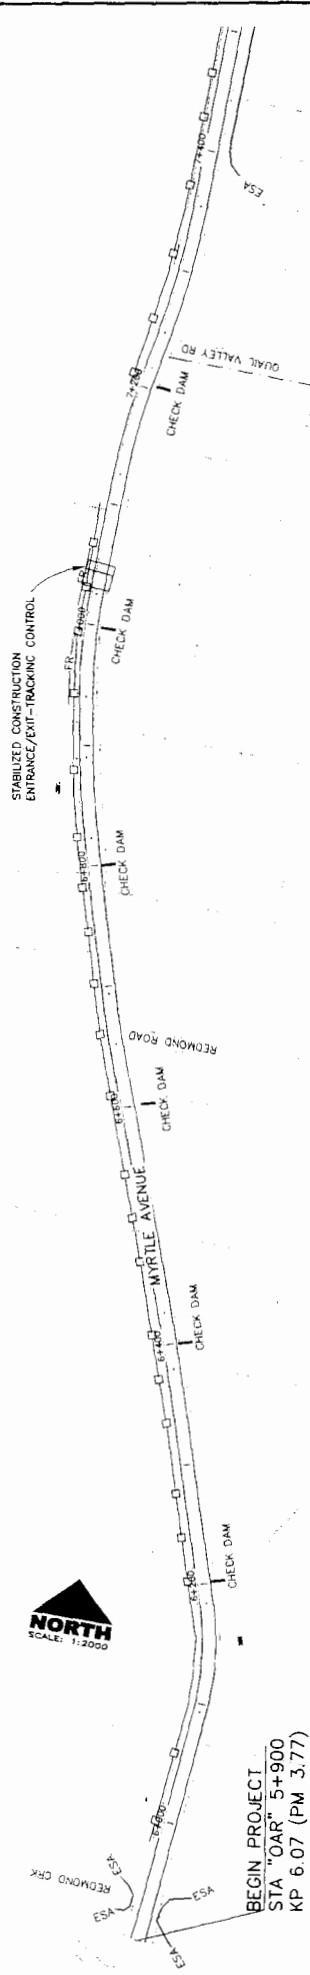 7+400
ESA
QUAIL VALLEY RD
7+200
CHECK DAM
STABILIZED CONSTRUCTION
ENTRANCE/EXIT-TRACKING CONTROL
FR
FR
CHECK DAM
6+800
CHECK DAM
REDMOND ROAD
6+600
CHECK DAM
MYRTLE AVENUE
6+400
CHECK DAM
6+200
CHECK DAM
NORTH
SCALE: 1:2000
6+000
REDMOND CRK
ESA
ESA
ESA
ESA
BEGIN PROJECT
STA "OAR" 5+900
KP 6.07 (PM 3.77)